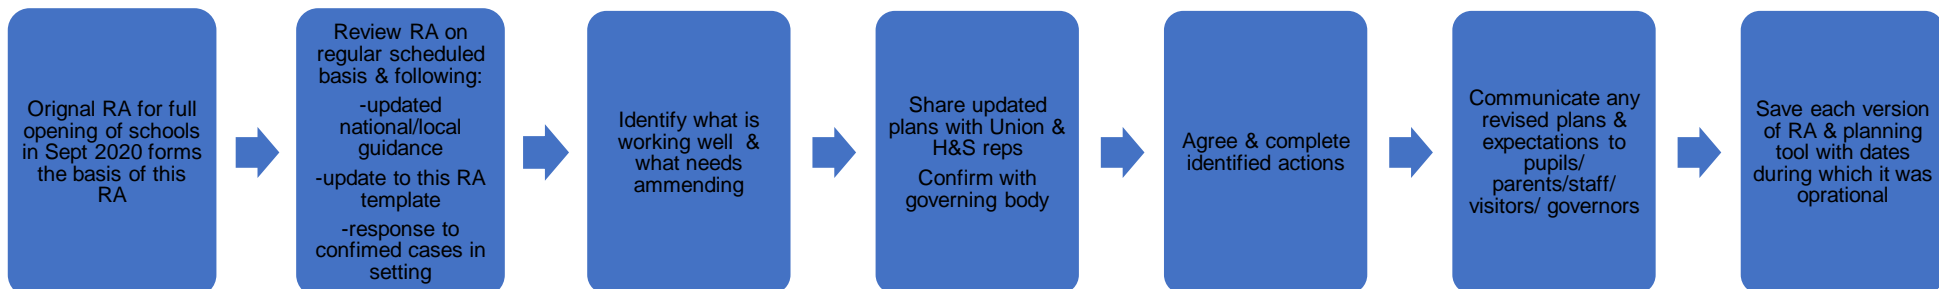 Orignal RA for full
opening of schools
in Sept 2020 forms
the basis of this
RA
Review RA on
regular scheduled
basis & following:
-updated
national/local
guidance
-update to this RA
template
-response to
confimed cases in
setting
Identify what is
working well & 
what needs
ammending
Share updated
plans with Union &
H&S reps
Confirm with
governing body
Agree & complete
identified actions
Communicate any
revised plans &
expectations to
pupils/
parents/staff/
visitors/ governors
Save each version
of RA & planning
tool with dates
during which it was
oprational